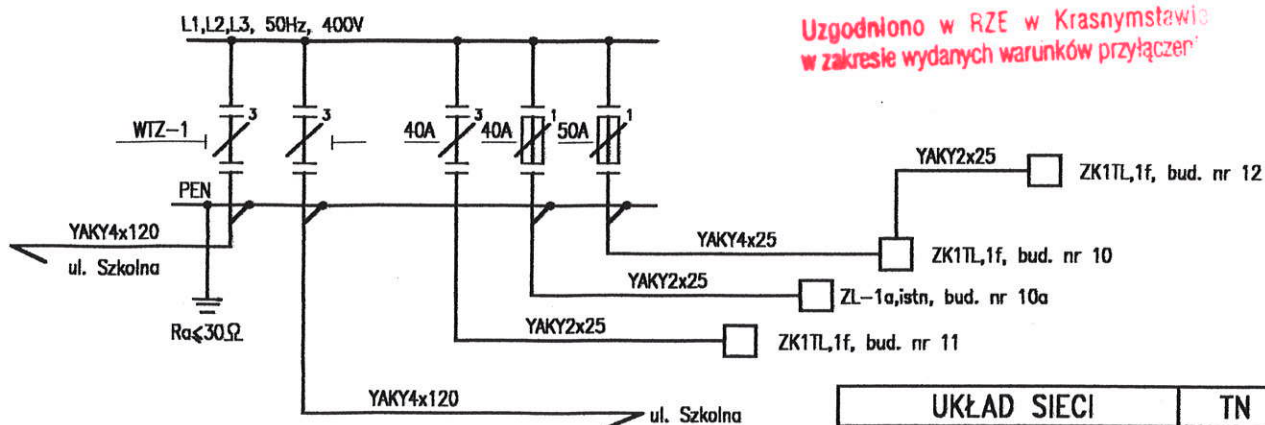 L1,L2,L3, 50Hz, 400V
Uzgodniono w RZE w Krasnymstawie
w zakresie wydanych warunków przyłączen
3
3
3
1
1
WTZ-1
40A
40A
50A
YAKY2x25
ZK1TL,1f, bud. nr 12
PEN
YAKY4x120
ul. Szkolna
YAKY4x25
ZK1TL,1f, bud. nr 10
YAKY2x25
ZL-1a,istn, bud. nr 10a
Ra≤30Ω
YAKY2x25
ZK1TL,1f, bud. nr 11
YAKY4x120
ul. Szkolna
UKŁAD SIECI
TN